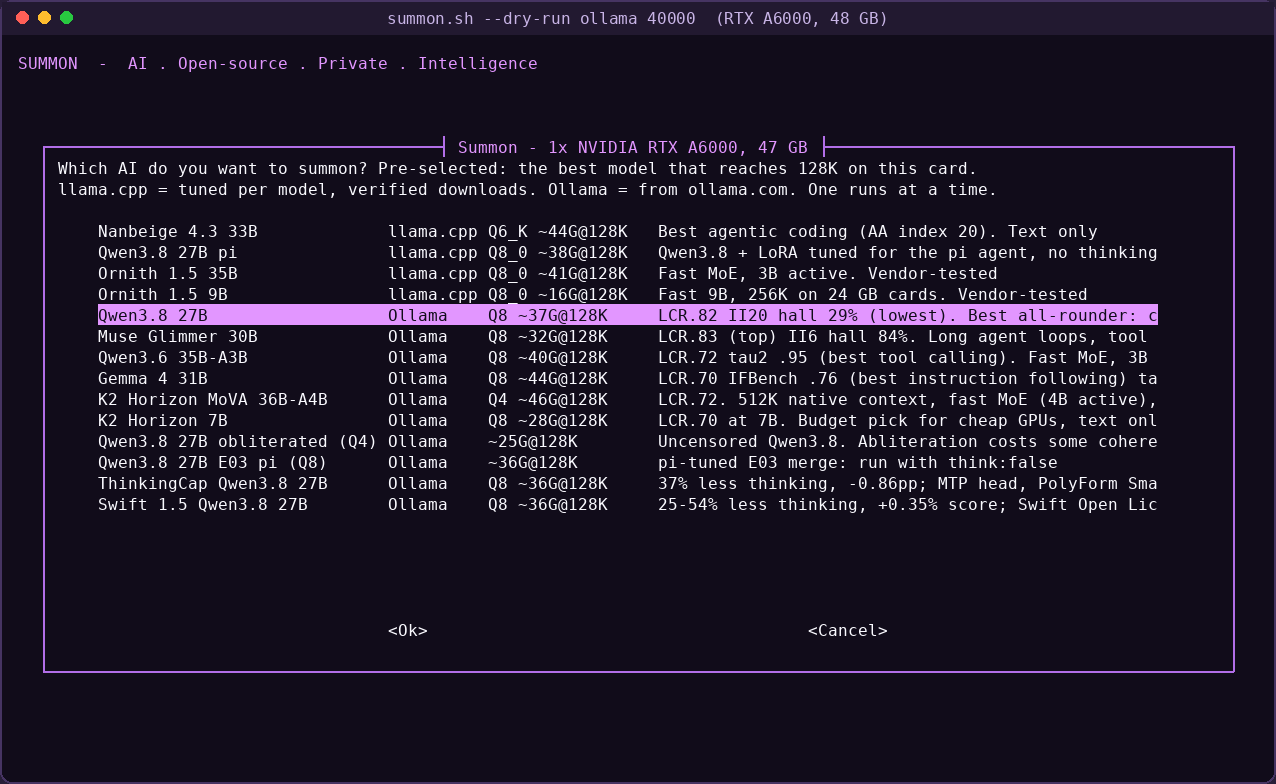 summon.sh --dry-run ollama 40000  (RTX A6000, 48 GB)
SUMMON  -  AI . Open-source . Private . Intelligence
Summon - 1x NVIDIA RTX A6000, 47 GB
Which AI do you want to summon? Pre-selected: the best model that reaches 128K on this card.
llama.cpp = tuned per model, verified downloads. Ollama = from ollama.com. One runs at a time.
Nanbeige 4.3 33B             llama.cpp Q6_K ~44G@128K   Best agentic coding (AA index 20). Text only
Qwen3.8 27B pi               llama.cpp Q8_0 ~38G@128K   Qwen3.8 + LoRA tuned for the pi agent, no thinking
Ornith 1.5 35B               llama.cpp Q8_0 ~41G@128K   Fast MoE, 3B active. Vendor-tested
Ornith 1.5 9B                llama.cpp Q8_0 ~16G@128K   Fast 9B, 256K on 24 GB cards. Vendor-tested
Qwen3.8 27B                  Ollama    Q8 ~37G@128K     LCR.82 II20 hall 29% (lowest). Best all-rounder: c
Muse Glimmer 30B             Ollama    Q8 ~32G@128K     LCR.83 (top) II6 hall 84%. Long agent loops, tool
Qwen3.6 35B-A3B              Ollama    Q8 ~40G@128K     LCR.72 tau2 .95 (best tool calling). Fast MoE, 3B
Gemma 4 31B                  Ollama    Q8 ~44G@128K     LCR.70 IFBench .76 (best instruction following) ta
K2 Horizon MoVA 36B-A4B      Ollama    Q4 ~46G@128K     LCR.72. 512K native context, fast MoE (4B active),
K2 Horizon 7B                Ollama    Q8 ~28G@128K     LCR.70 at 7B. Budget pick for cheap GPUs, text onl
Qwen3.8 27B obliterated (Q4) Ollama    ~25G@128K        Uncensored Qwen3.8. Abliteration costs some cohere
Qwen3.8 27B E03 pi (Q8)      Ollama    ~36G@128K        pi-tuned E03 merge: run with think:false
ThinkingCap Qwen3.8 27B      Ollama    Q8 ~36G@128K     37% less thinking, -0.86pp; MTP head, PolyForm Sma
Swift 1.5 Qwen3.8 27B        Ollama    Q8 ~36G@128K     25-54% less thinking, +0.35% score; Swift Open Lic
<Ok>                                      <Cancel>